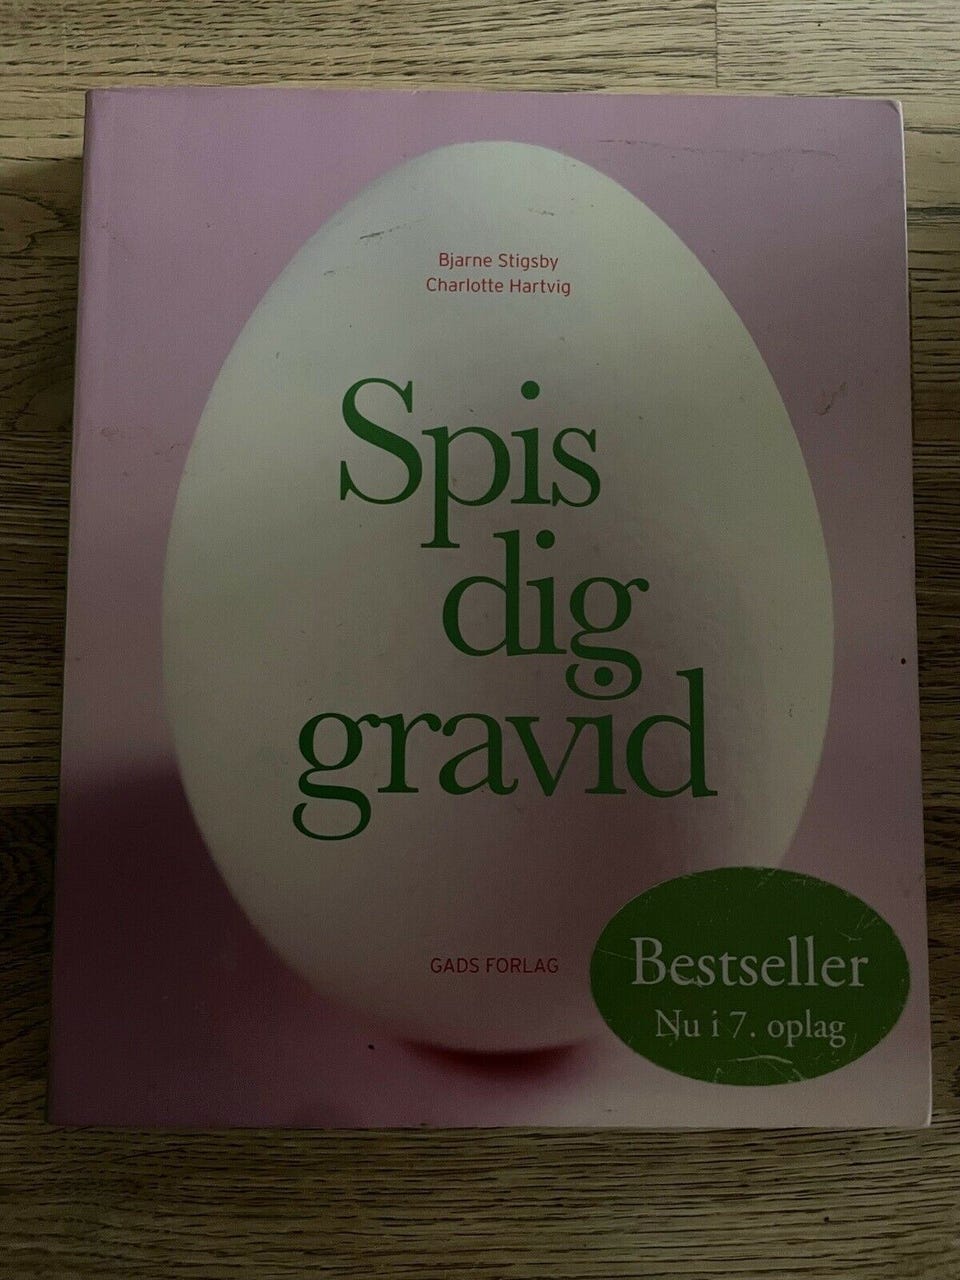 Bjarne Stigsby
Charlotte Hartvig
Spis
dig
gravid
GADS FORLAG
Bestseller
Nu i 7. oplag